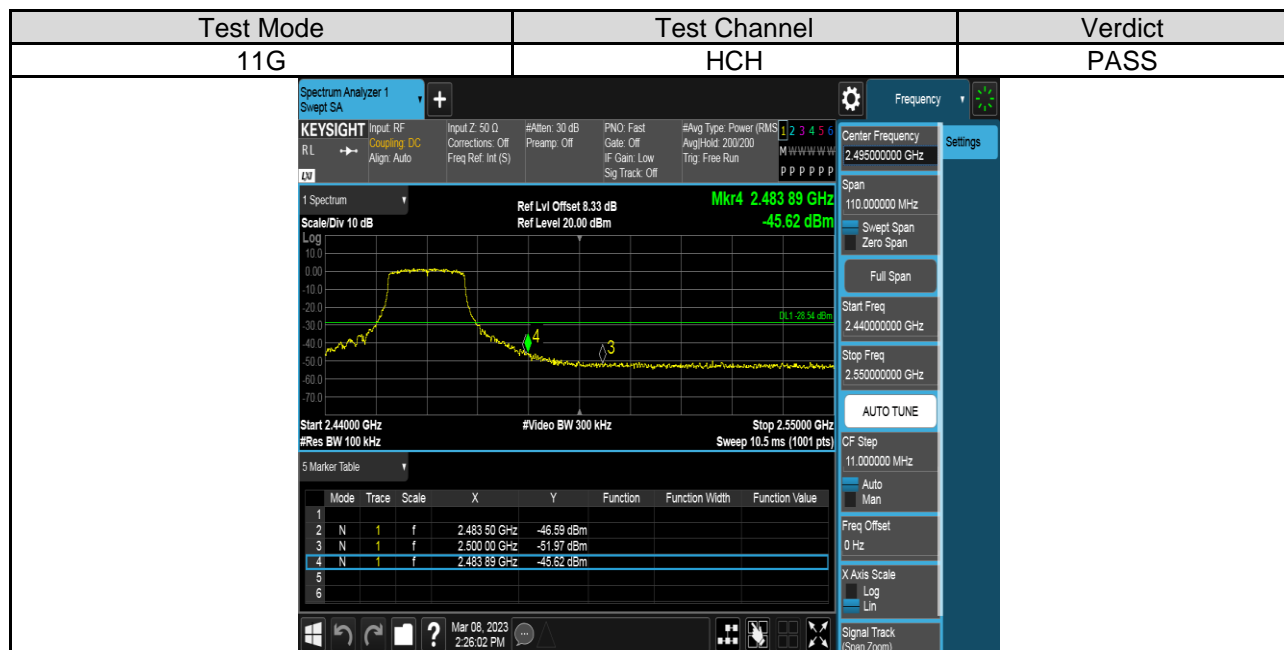 Test Mode Test Channel Verdict
11G HCH PASS
Spectrum Analyzer 1
Swept SA
Frequency
Settings
KEYSIGHT
RL
LXI
Input: RF
Coupling: DC
Align: Auto
Input Z: 50 Ω
Corrections: Off
Freq Ref: Int (S)
#Atten: 30 dB
Preamp: Off
PNO: Fast
Gate: Off
IF Gain: Low
Sig Track: Off
#Avg Type: Power (RMS
Avg|Hold: 200/200
Trig: Free Run
1 2 3 4 5 6
M W W W W W
P P P P P P
1 Spectrum
Scale/Div 10 dB
Ref Lvl Offset 8.33 dB
Ref Level 20.00 dBm
Mkr4 2.483 89 GHz
-45.62 dBm
Log
10.0
0.00
-10.0
-20.0
-30.0
-40.0
-50.0
-60.0
-70.0
DL1 -28.54 dBm
4
3
Start 2.44000 GHz #Video BW 300 kHz Stop 2.55000 GHz
#Res BW 100 kHz Sweep 10.5 ms (1001 pts)
5 Marker Table
Mode Trace Scale X Y Function Function Width Function Value
1
2 N 1 f 2.483 50 GHz -46.59 dBm
3 N 1 f 2.500 00 GHz -51.97 dBm
4 N 1 f 2.483 89 GHz -45.62 dBm
5
6
Center Frequency
2.495000000 GHz
Span
110.000000 MHz
Swept Span
Zero Span
Full Span
Start Freq
2.440000000 GHz
Stop Freq
2.550000000 GHz
AUTO TUNE
CF Step
11.000000 MHz
Auto
Man
Freq Offset
0 Hz
X Axis Scale
Log
Lin
Signal Track
(Span Zoom)
Mar 08, 2023
2:26:02 PM